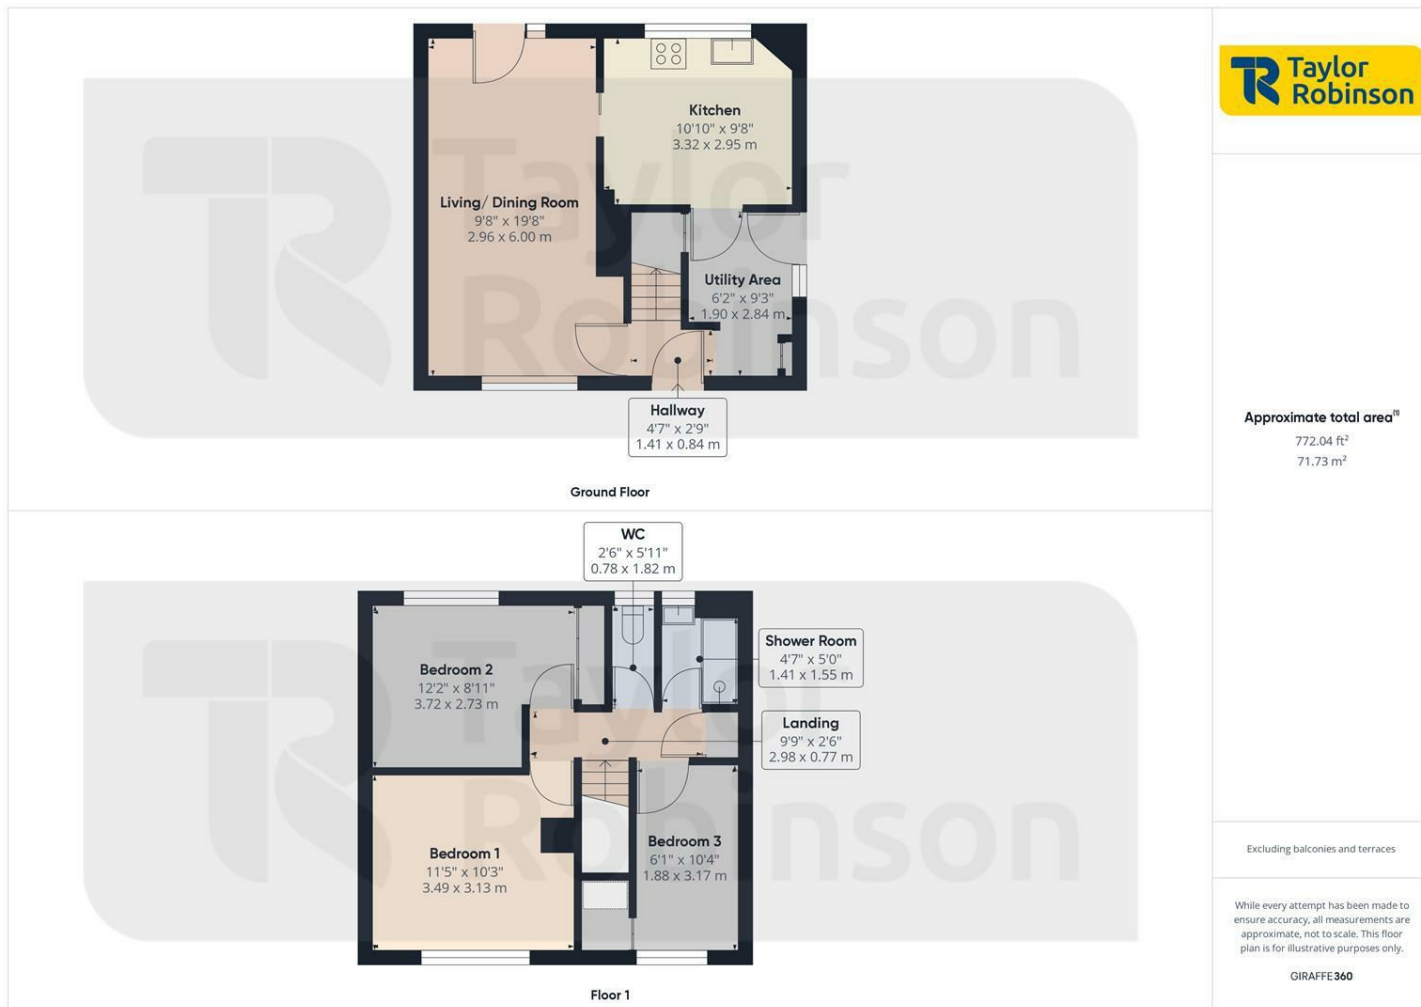 Taylor
Robinson
Kitchen
10'10" x 9'8"
3.32 x 2.95 m
Living/ Dining Room
9'8" x 19'8"
2.96 x 6.00 m
Utility Area
6'2" x 9'3"
1.90 x 2.84 m
Hallway
4'7" x 2'9"
1.41 x 0.84 m
Ground Floor
Taylor
Robinson
Approximate total area(1)
772.04 ft²
71.73 m²
WC
2'6" x 5'11"
0.78 x 1.82 m
Shower Room
4'7" x 5'0"
1.41 x 1.55 m
Bedroom 2
12'2" x 8'11"
3.72 x 2.73 m
Landing
9'9" x 2'6"
2.98 x 0.77 m
Bedroom 1
11'5" x 10'3"
3.49 x 3.13 m
Bedroom 3
6'1" x 10'4"
1.88 x 3.17 m
Taylor
Robinson
Floor 1
Excluding balconies and terraces
While every attempt has been made to
ensure accuracy, all measurements are
approximate, not to scale. This floor
plan is for illustrative purposes only.
GIRAFFE360